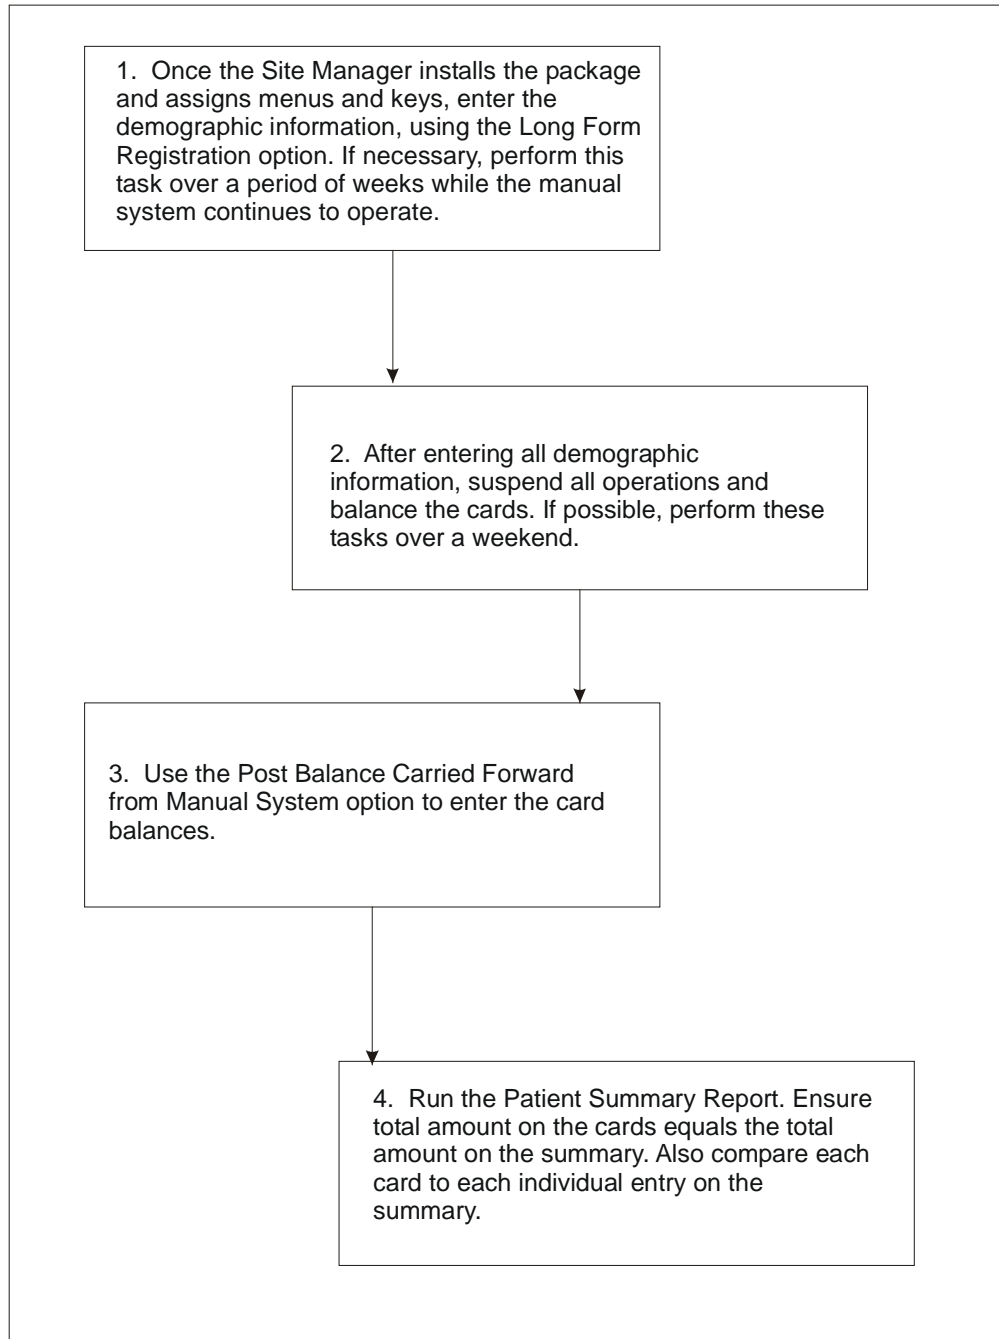 1.  Once the Site Manager installs the package
and assigns menus and keys, enter the
demographic information, using the Long Form
Registration option. If necessary, perform this
task over a period of weeks while the manual
system continues to operate.
2.  After entering all demographic
information, suspend all operations and
balance the cards. If possible, perform these
tasks over a weekend.
3.  Use the Post Balance Carried Forward
from Manual System option to enter the card
balances.
4.  Run the Patient Summary Report. Ensure
total amount on the cards equals the total
amount on the summary. Also compare each
card to each individual entry on the
summary.